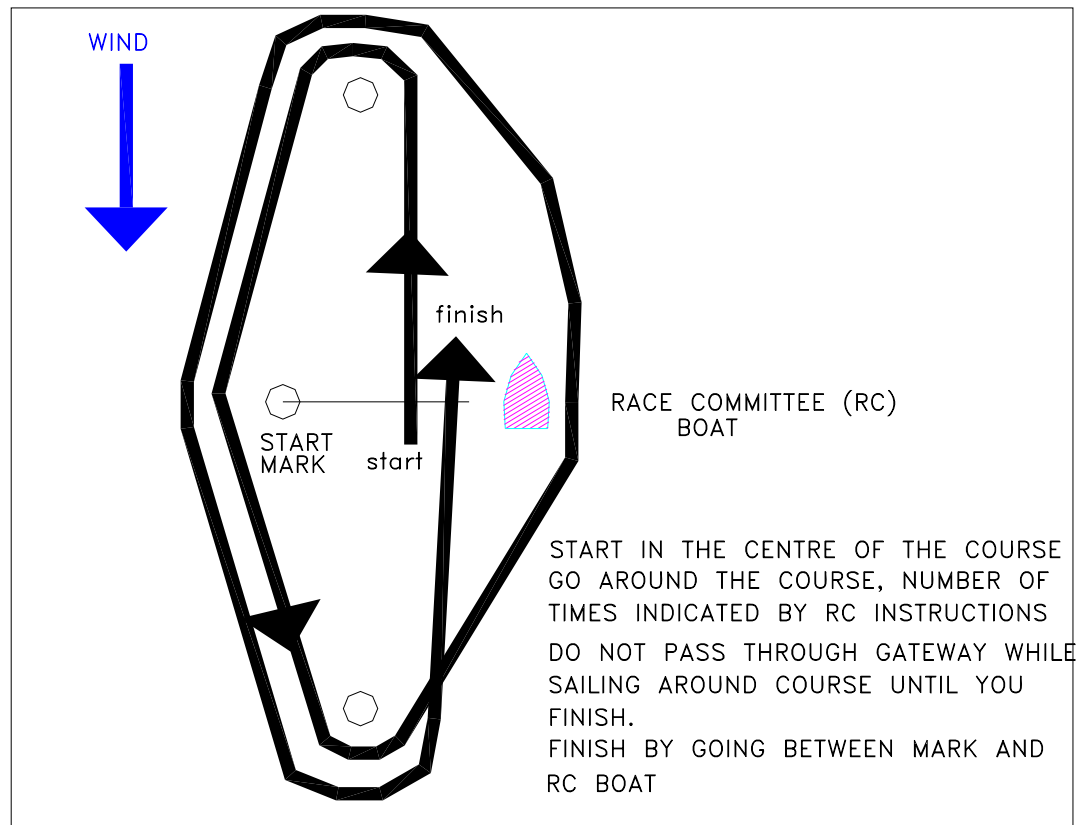 WIND
finish
RACE COMMITTEE (RC)
BOAT
START
MARK
start
START IN THE CENTRE OF THE COURSE
GO AROUND THE COURSE, NUMBER OF
TIMES INDICATED BY RC INSTRUCTIONS
DO NOT PASS THROUGH GATEWAY WHILE
SAILING AROUND COURSE UNTIL YOU
FINISH.
FINISH BY GOING BETWEEN MARK AND
RC BOAT